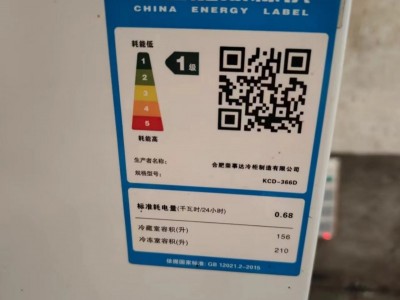 CHINA ENERGY LABEL
耗能低
1
2
3
4
5
耗能高
1级
生产者名称: 合肥荣事达冷柜制造有限公司
规格型号: KCD-366D
标准耗电量(千瓦时/24小时) 0.68
冷藏室容积(升) 156
冷冻室容积(升) 210
依据国家标准: GB 12021.2-2015